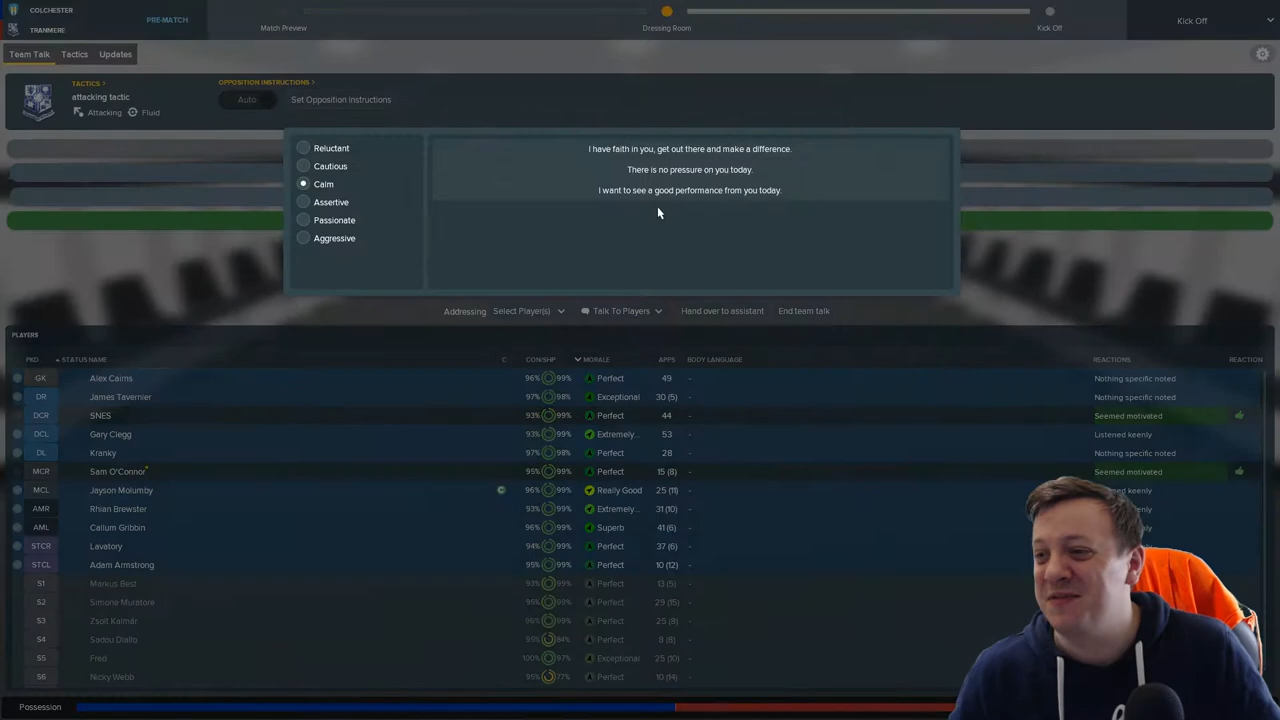 COLCHESTER
TRANMERE
PRE-MATCH
Match Preview
Dressing Room
Kick Off
Kick Off
Team Talk
Tactics
Updates
TACTICS >
attacking tactic
Attacking
Fluid
OPPOSITION INSTRUCTIONS >
Auto
Set Opposition Instructions
Reluctant
Cautious
Calm
Assertive
Passionate
Aggressive
I have faith in you, get out there and make a difference.
There is no pressure on you today.
I want to see a good performance from you today.
Addressing Select Player(s) Talk To Players Hand over to assistant End team talk
PLAYERS
PKD STATUS NAME C CON/SHP MORALE APPS BODY LANGUAGE REACTIONS REACTION
GK Alex Cairns 96% 99% Perfect 49 - Nothing specific noted
DR James Tavernier 97% 98% Exceptional 30 (5) - Nothing specific noted
DCR SNES 93% 99% Perfect 44 - Seemed motivated
DCL Gary Clegg 93% 99% Extremely... 53 - Listened keenly
DL Kranky 97% 98% Perfect 28 - Nothing specific noted
MCR Sam O'Connor 95% 99% Perfect 15 (8) - Seemed motivated
MCL Jayson Molumby C 96% 99% Really Good 25 (11) - keenly
AMR Rhian Brewster 93% 99% Extremely... 31 (10) -
AML Callum Gribbin 96% 99% Superb 41 (6) -
STCR Lavatory 94% 99% Perfect 37 (6) -
STCL Adam Armstrong 95% 99% Perfect 10 (12) -
S1 Markus Best 93% 99% Perfect 13 (5) -
S2 Simone Muratore 95% 99% Perfect 29 (15) -
S3 Zsolt Kalmár 96% 99% Perfect 25 (8) -
S4 Sadou Diallo 95% 84% Perfect 9 (8) -
S5 Fred 100% 97% Exceptional 25 (10) -
S6 Nicky Webb 95% 77% Perfect 10 (14) -
Possession